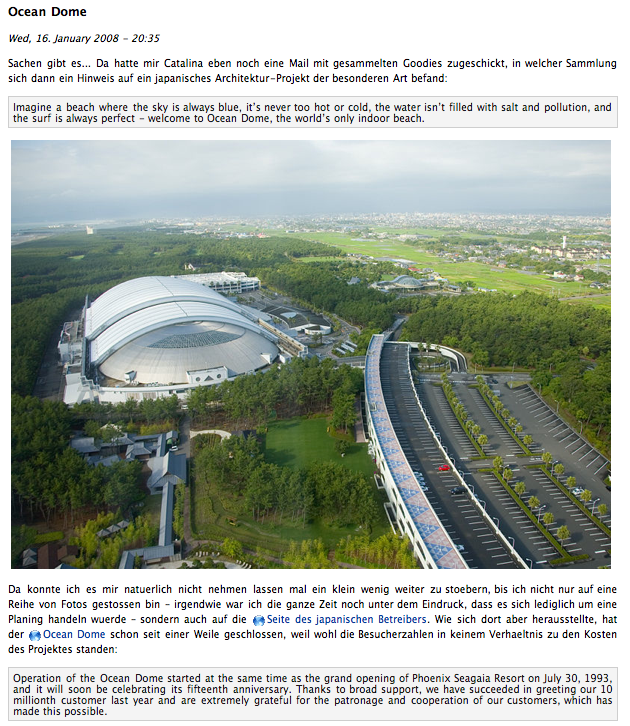 Ocean Dome
Wed, 16. January 2008 – 20:35
Sachen gibt es... Da hatte mir Catalina eben noch eine Mail mit gesammelten Goodies zugeschickt, in welcher Sammlung
sich dann ein Hinweis auf ein japanisches Architektur-Projekt der besonderen Art befand:
Imagine a beach where the sky is always blue, it’s never too hot or cold, the water isn’t filled with salt and pollution, and
the surf is always perfect – welcome to Ocean Dome, the world’s only indoor beach.
Da konnte ich es mir natuerlich nicht nehmen lassen mal ein klein wenig weiter zu stoebern, bis ich nicht nur auf eine
Reihe von Fotos gestossen bin – irgendwie war ich die ganze Zeit noch unter dem Eindruck, dass es sich lediglich um eine
Planing handeln wuerde – sondern auch auf die Seite des japanischen Betreibers. Wie sich dort aber herausstellte, hat
der Ocean Dome schon seit einer Weile geschlossen, weil wohl die Besucherzahlen in keinem Verhaeltnis zu den Kosten
des Projektes standen:
Operation of the Ocean Dome started at the same time as the grand opening of Phoenix Seagaia Resort on July 30, 1993,
and it will soon be celebrating its fifteenth anniversary. Thanks to broad support, we have succeeded in greeting our 10
millionth customer last year and are extremely grateful for the patronage and cooperation of our customers, which has
made this possible.